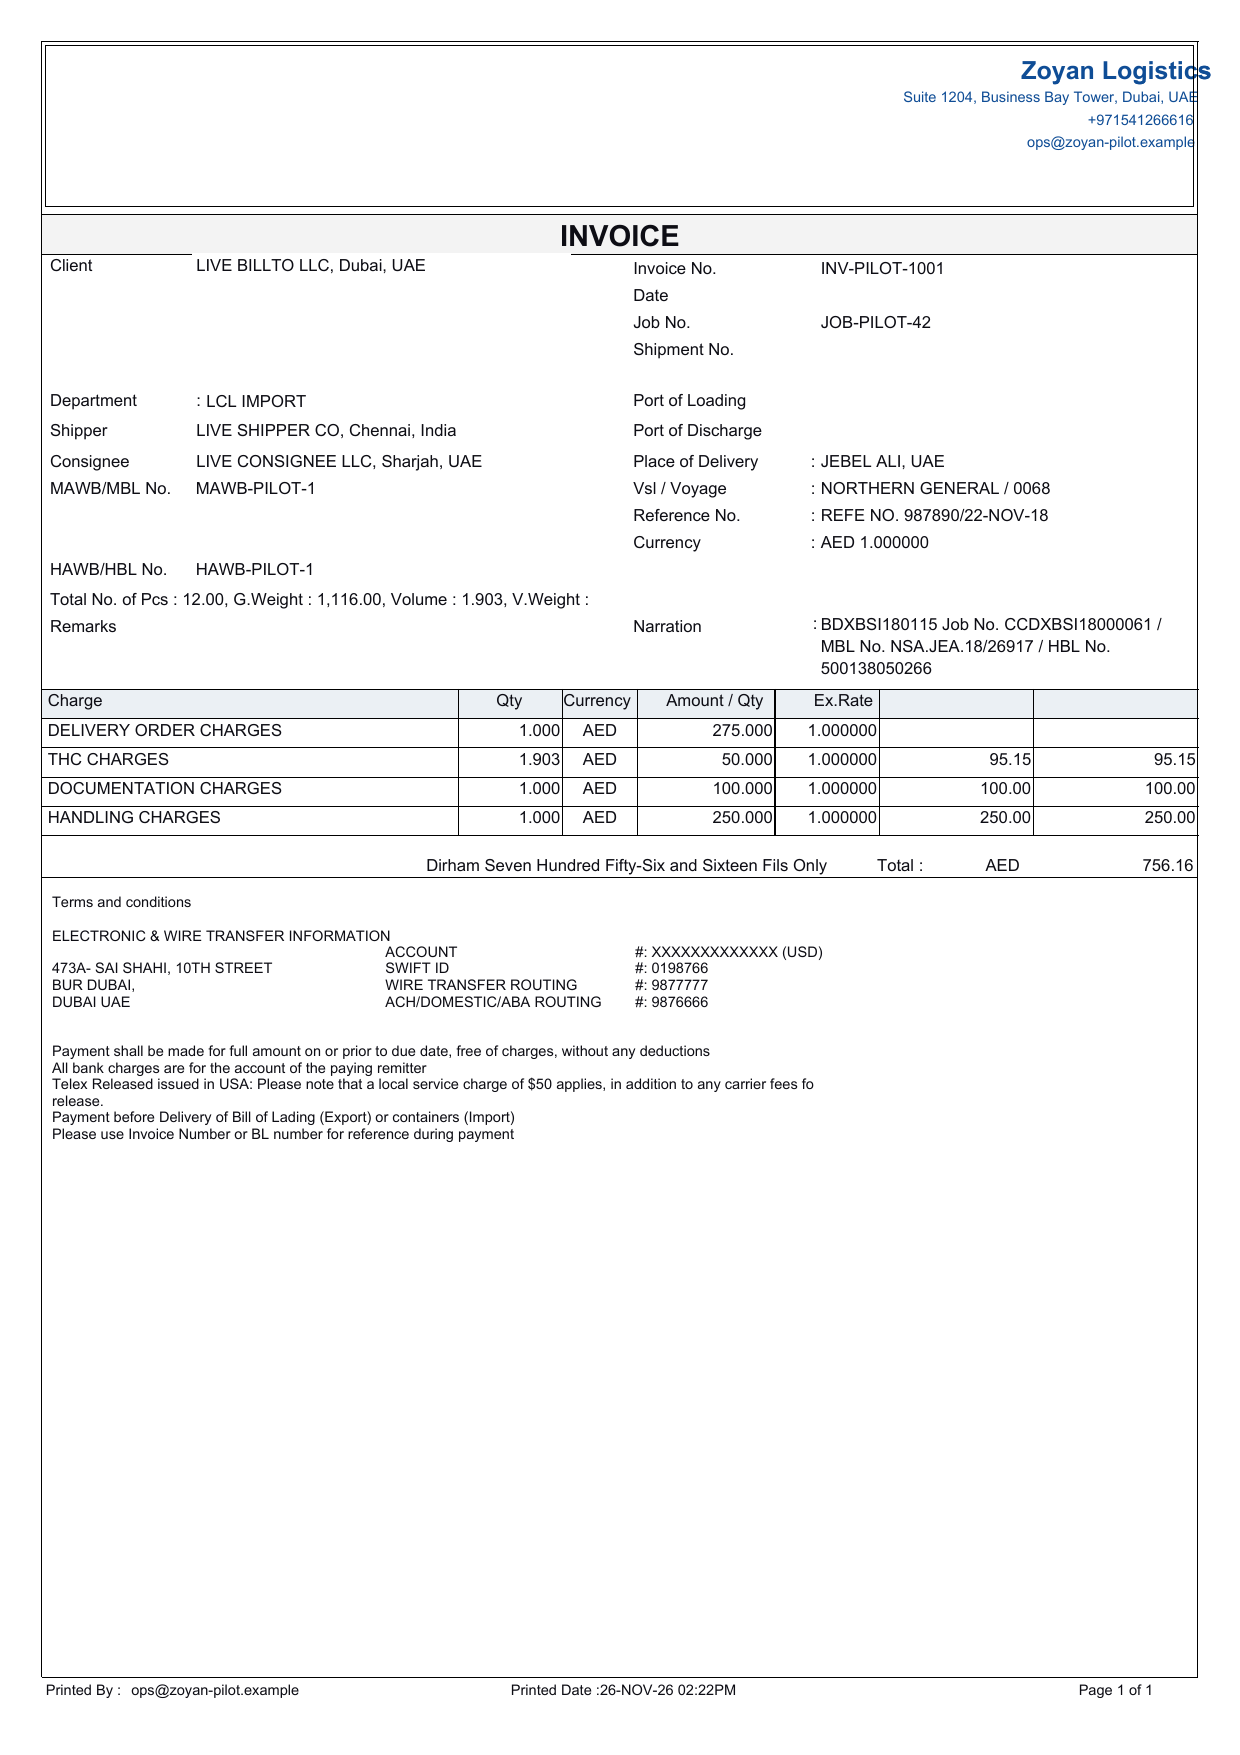 Zoyan Logistics
Suite 1204, Business Bay Tower, Dubai, UAE
+971541266616
ops@zoyan-pilot.example
INVOICE
Client LIVE BILLTO LLC, Dubai, UAE
Invoice No. INV-PILOT-1001
Date
Job No. JOB-PILOT-42
Shipment No.
Department : LCL IMPORT Port of Loading
Shipper LIVE SHIPPER CO, Chennai, India Port of Discharge
Consignee LIVE CONSIGNEE LLC, Sharjah, UAE Place of Delivery : JEBEL ALI, UAE
MAWB/MBL No. MAWB-PILOT-1 Vsl / Voyage : NORTHERN GENERAL / 0068
Reference No. : REFE NO. 987890/22-NOV-18
Currency : AED 1.000000
HAWB/HBL No. HAWB-PILOT-1
Total No. of Pcs : 12.00, G.Weight : 1,116.00, Volume : 1.903, V.Weight :
Remarks
Narration : BDXBSI180115 Job No. CCDXBSI18000061 /
MBL No. NSA.JEA.18/26917 / HBL No.
500138050266
Charge Qty Currency Amount / Qty Ex.Rate
DELIVERY ORDER CHARGES 1.000 AED 275.000 1.000000
THC CHARGES 1.903 AED 50.000 1.000000 95.15 95.15
DOCUMENTATION CHARGES 1.000 AED 100.000 1.000000 100.00 100.00
HANDLING CHARGES 1.000 AED 250.000 1.000000 250.00 250.00
Dirham Seven Hundred Fifty-Six and Sixteen Fils Only Total : AED 756.16
Terms and conditions
ELECTRONIC & WIRE TRANSFER INFORMATION
ACCOUNT #: XXXXXXXXXXXXX (USD)
473A- SAI SHAHI, 10TH STREET SWIFT ID #: 0198766
BUR DUBAI, WIRE TRANSFER ROUTING #: 9877777
DUBAI UAE ACH/DOMESTIC/ABA ROUTING #: 9876666
Payment shall be made for full amount on or prior to due date, free of charges, without any deductions
All bank charges are for the account of the paying remitter
Telex Released issued in USA: Please note that a local service charge of $50 applies, in addition to any carrier fees fo
release.
Payment before Delivery of Bill of Lading (Export) or containers (Import)
Please use Invoice Number or BL number for reference during payment
Printed By : ops@zoyan-pilot.example Printed Date :26-NOV-26 02:22PM Page 1 of 1